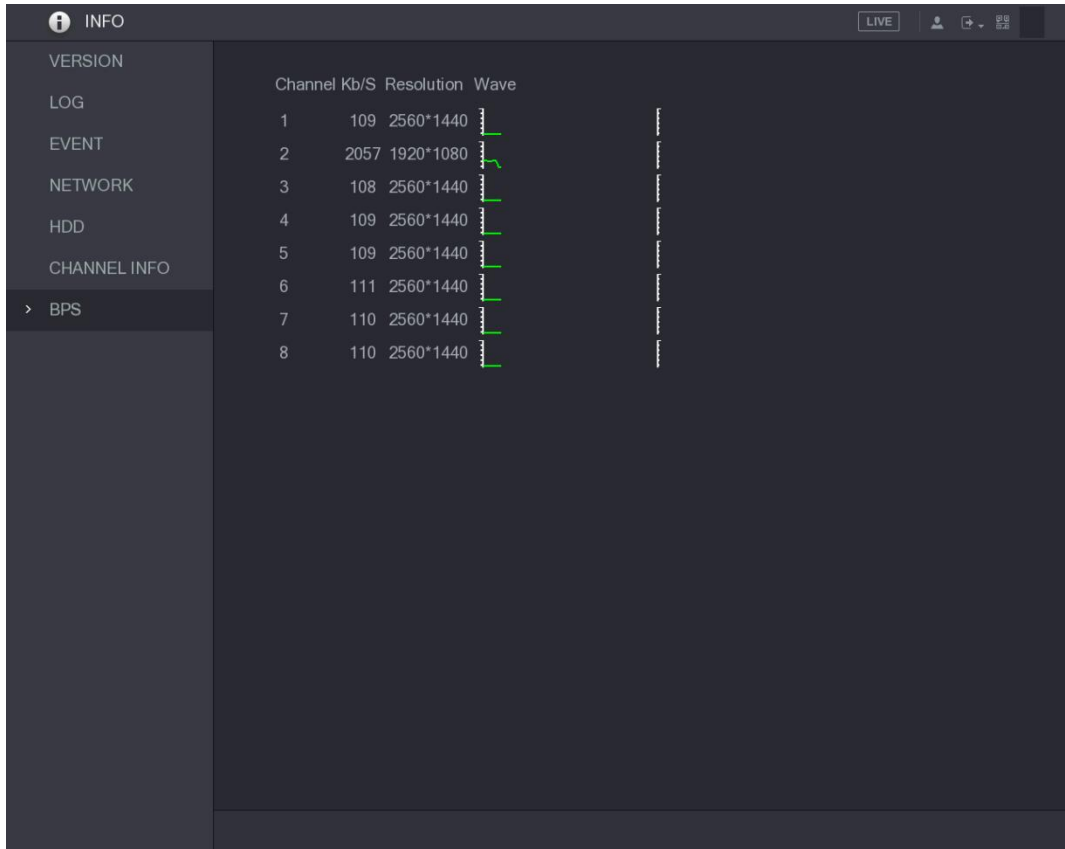 INFO
LIVE
VERSION
LOG
EVENT
NETWORK
HDD
CHANNEL INFO
> BPS
Channel Kb/S Resolution Wave
1 109 2560*1440
2 2057 1920*1080
3 108 2560*1440
4 109 2560*1440
5 109 2560*1440
6 111 2560*1440
7 110 2560*1440
8 110 2560*1440